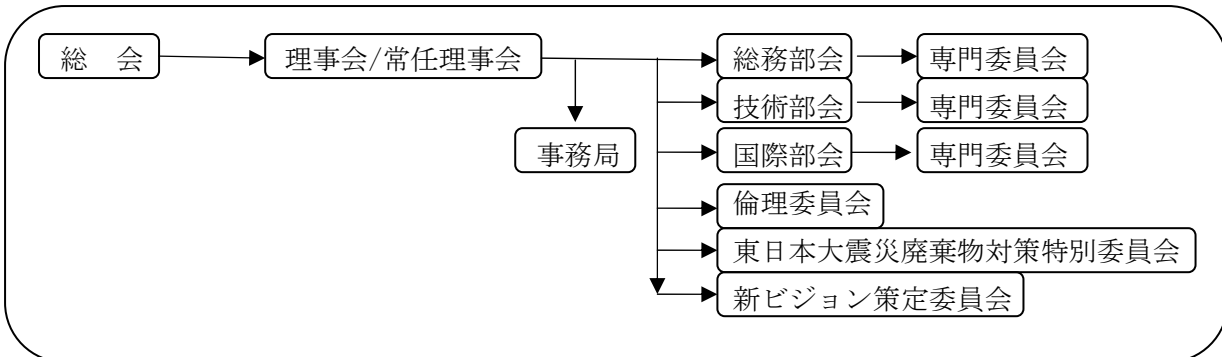 総　会 理事会/常任理事会 総務部会 専門委員会
技術部会 専門委員会
事務局 国際部会 専門委員会
倫理委員会
東日本大震災廃棄物対策特別委員会
新ビジョン策定委員会